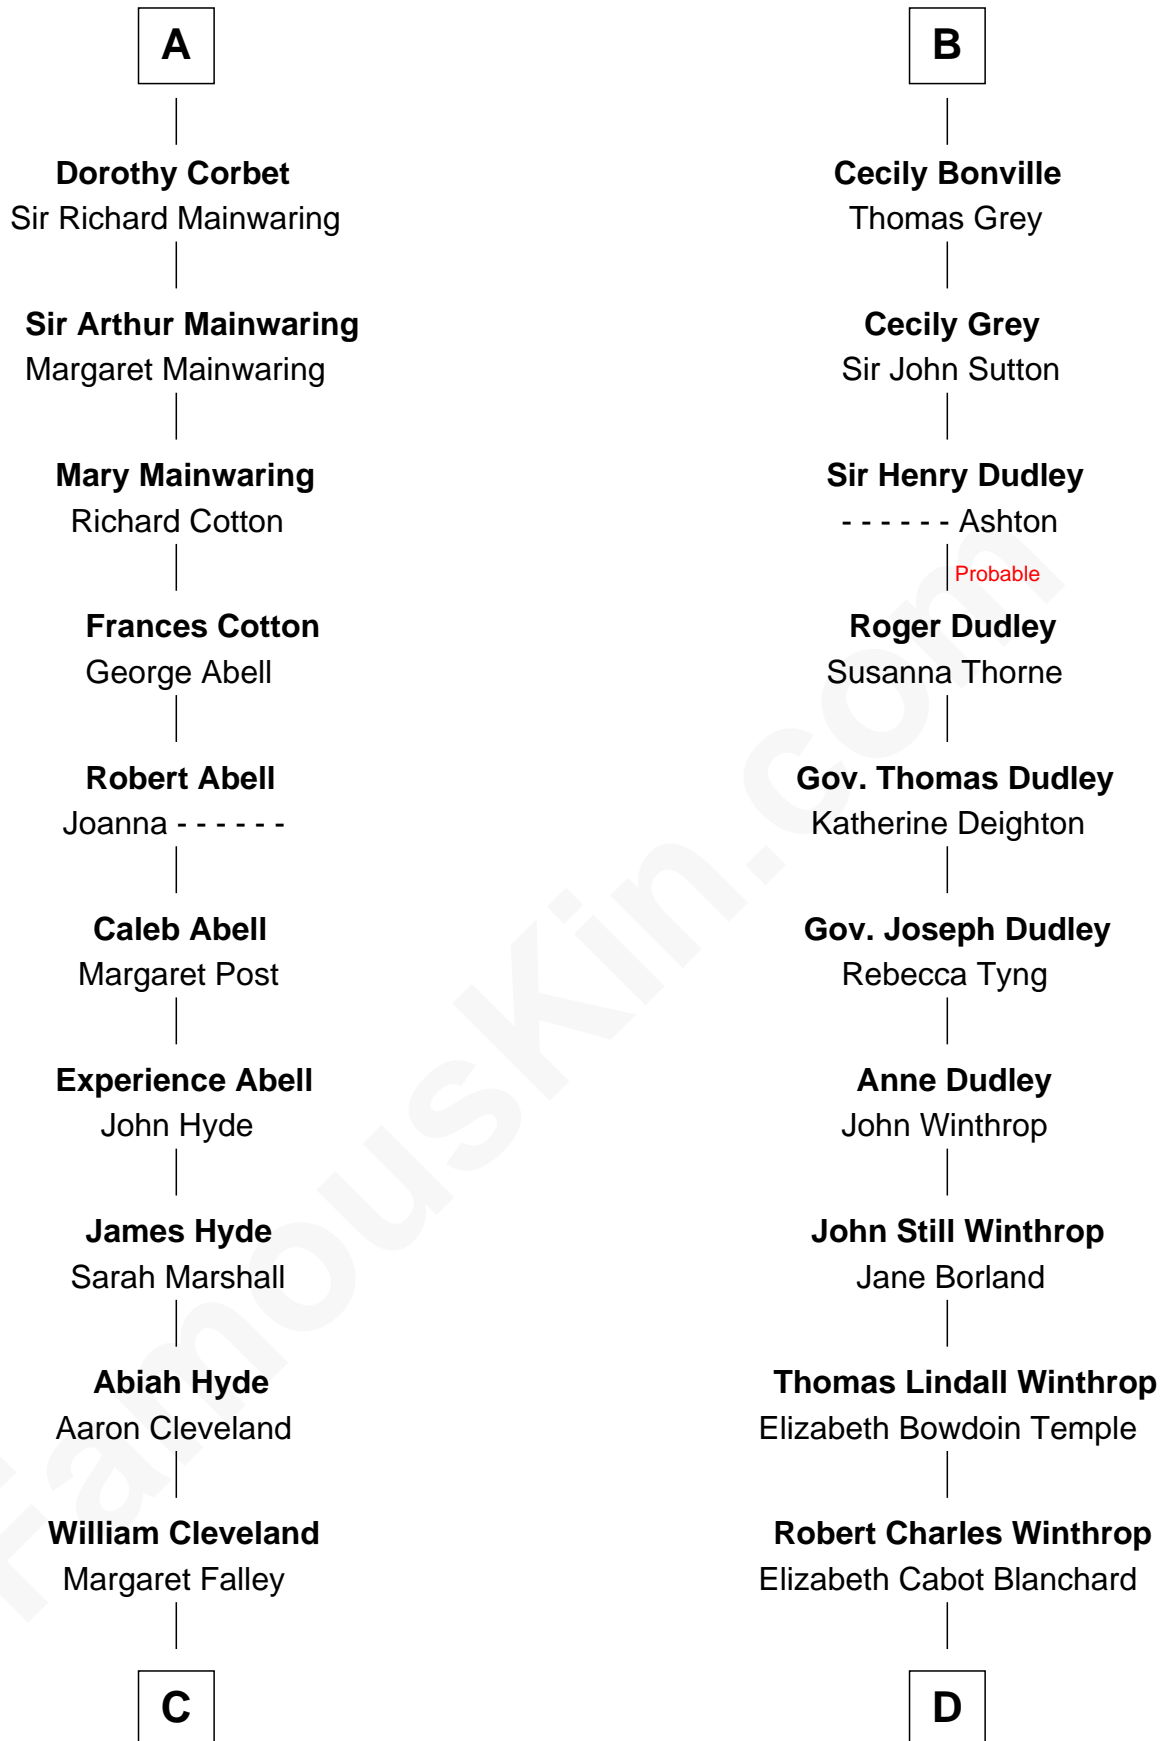 A
Dorothy Corbet
Sir Richard Mainwaring
Sir Arthur Mainwaring
Margaret Mainwaring
Mary Mainwaring
Richard Cotton
Frances Cotton
George Abell
Robert Abell
Joanna - - - - - -
Caleb Abell
Margaret Post
Experience Abell
John Hyde
James Hyde
Sarah Marshall
Abiah Hyde
Aaron Cleveland
William Cleveland
Margaret Falley
C
B
Cecily Bonville
Thomas Grey
Cecily Grey
Sir John Sutton
Sir Henry Dudley
- - - - - - Ashton
Probable
Roger Dudley
Susanna Thorne
Gov. Thomas Dudley
Katherine Deighton
Gov. Joseph Dudley
Rebecca Tyng
Anne Dudley
John Winthrop
John Still Winthrop
Jane Borland
Thomas Lindall Winthrop
Elizabeth Bowdoin Temple
Robert Charles Winthrop
Elizabeth Cabot Blanchard
D
FamousKin.com